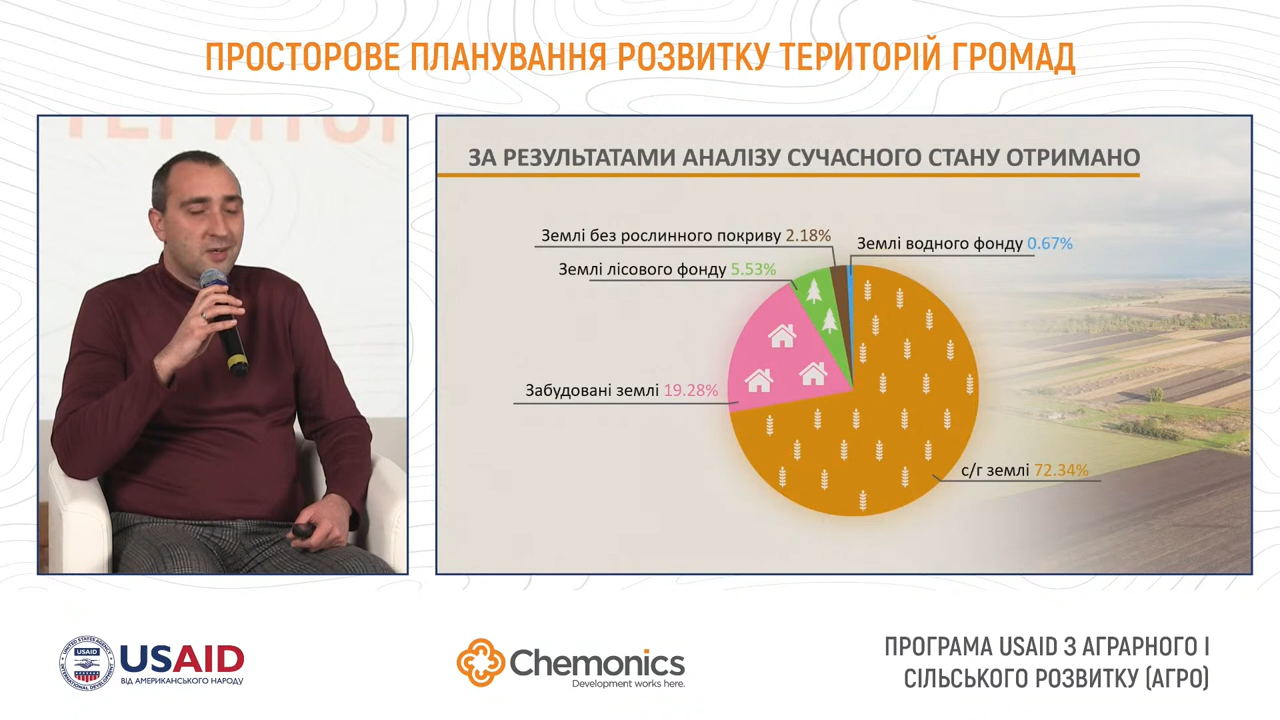 ПРОСТОРОВЕ ПЛАНУВАННЯ РОЗВИТКУ ТЕРИТОРІЙ ГРОМАД
ЗА РЕЗУЛЬТАТАМИ АНАЛІЗУ СУЧАСНОГО СТАНУ ОТРИМАНО
Землі без рослинного покриву 2.18%
Землі водного фонду 0.67%
Землі лісового фонду 5.53%
Забудовані землі 19.28%
с/г землі 72.34%
USAID
ВІД АМЕРИКАНСЬКОГО НАРОДУ
Chemonics
Development works here.
ПРОГРАМА USAID З АГРАРНОГО І
СІЛЬСЬКОГО РОЗВИТКУ (АГРО)